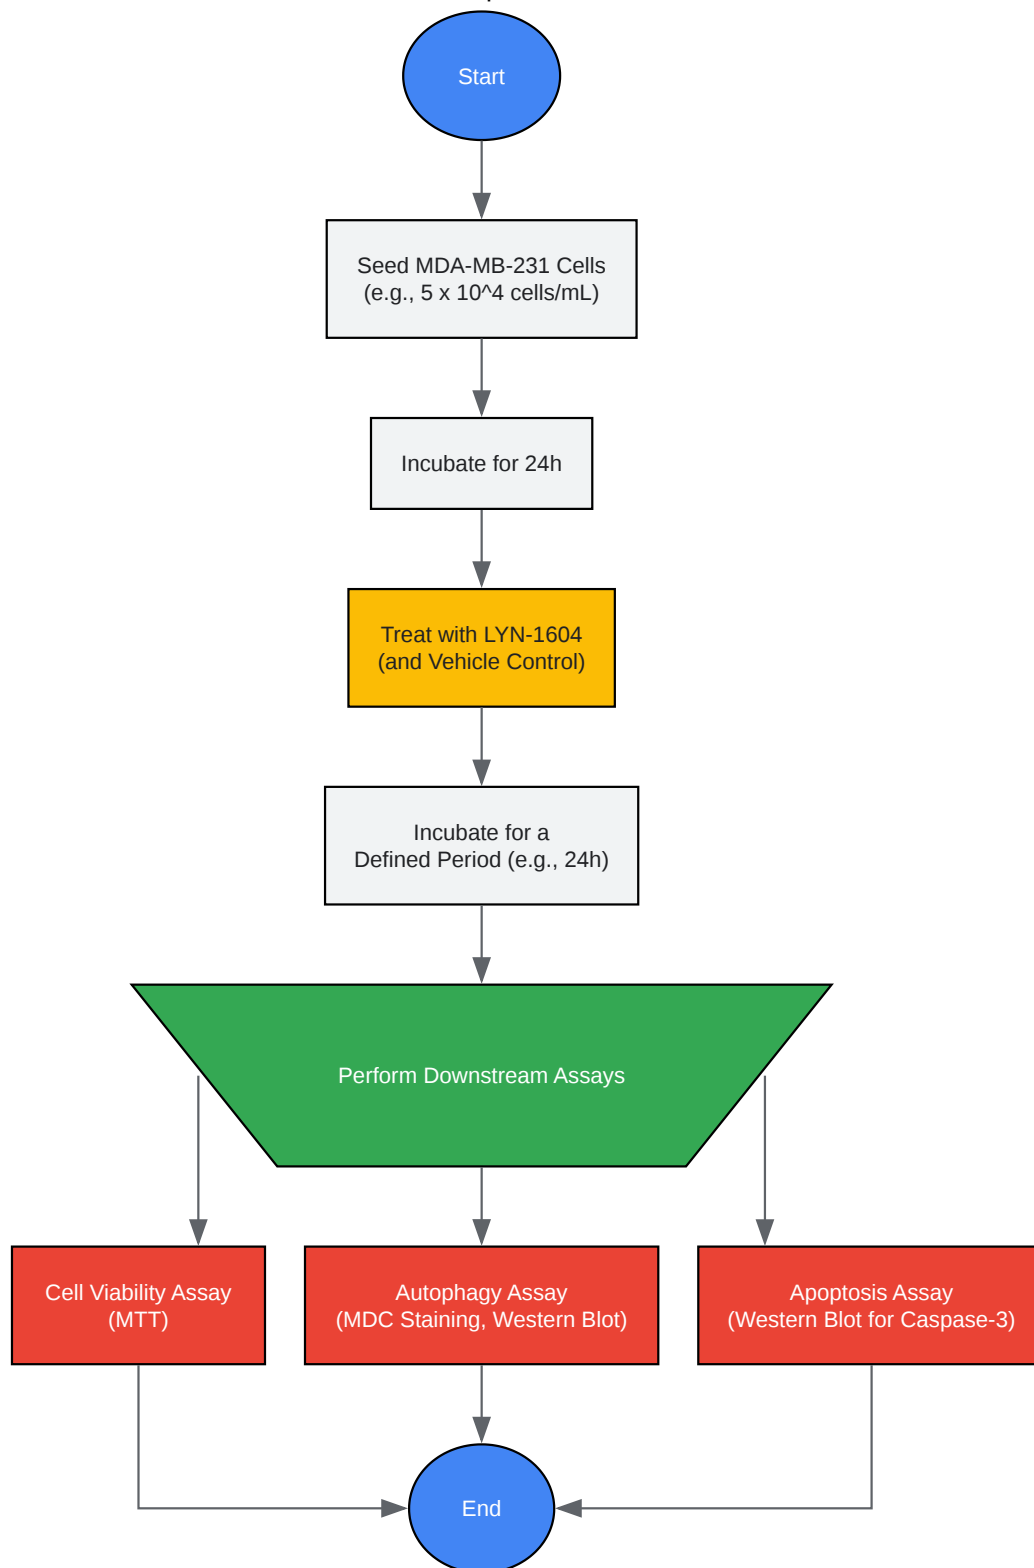 Start
Seed MDA-MB-231 Cells
(e.g., 5 x 10^4 cells/mL)
Incubate for 24h
Treat with LYN-1604
(and Vehicle Control)
Incubate for a
Defined Period (e.g., 24h)
Perform Downstream Assays
Cell Viability Assay
(MTT)
Autophagy Assay
(MDC Staining, Western Blot)
Apoptosis Assay
(Western Blot for Caspase-3)
End